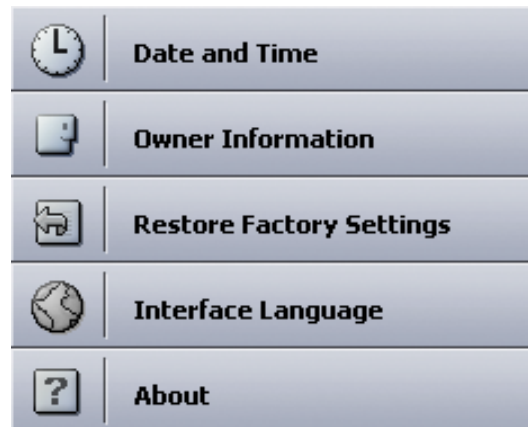 Date and Time
Owner Information
Restore Factory Settings
Interface Language
?
About